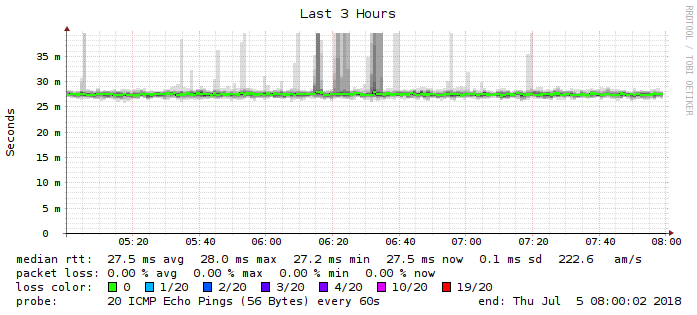 Last 3 Hours
RRDTOOL / TOBI OETIKER
Seconds
35 m
30 m
25 m
20 m
15 m
10 m
5 m
0
05:20 05:40 06:00 06:20 06:40 07:00 07:20 07:40 08:00
median rtt: 27.5 ms avg 28.0 ms max 27.2 ms min 27.5 ms now 0.1 ms sd 222.6 am/s
packet loss: 0.00 % avg 0.00 % max 0.00 % min 0.00 % now
loss color: 0 1/20 2/20 3/20 4/20 10/20 19/20
probe: 20 ICMP Echo Pings (56 Bytes) every 60s end: Thu Jul 5 08:00:02 2018